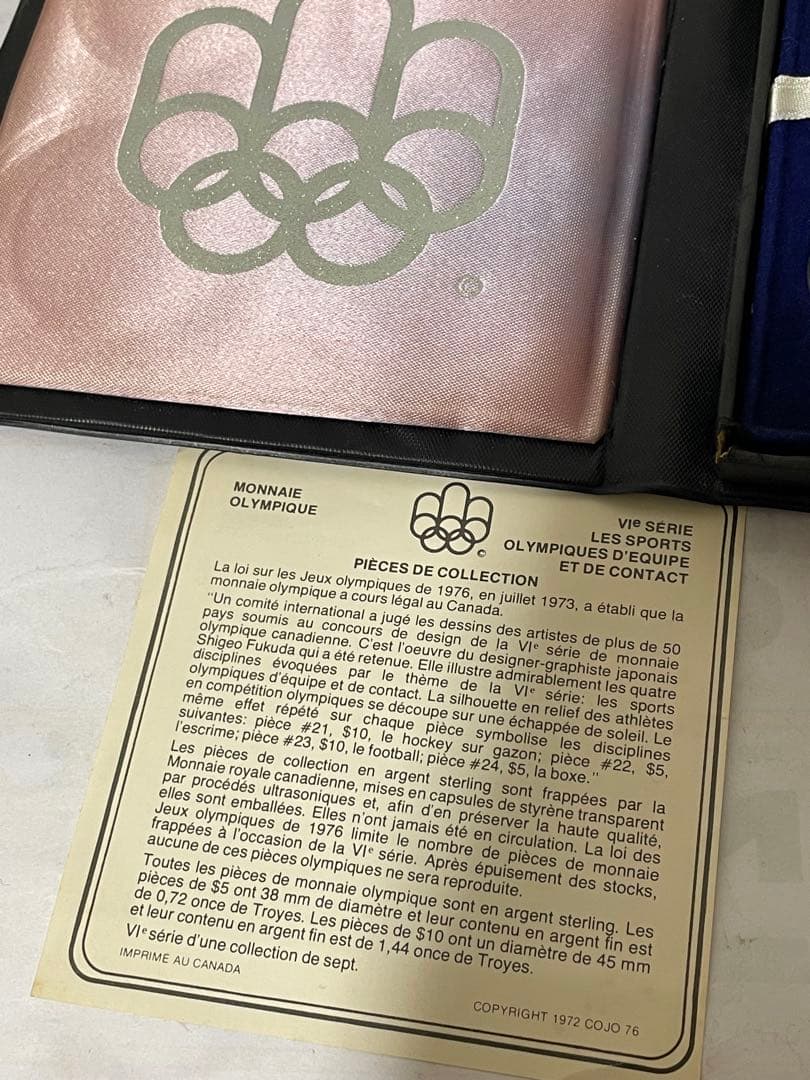 ©
MONNAIE
OLYMPIQUE
©
VIe SÉRIE
LES SPORTS
OLYMPIQUES D'EQUIPE
ET DE CONTACT
PIÈCES DE COLLECTION
La loi sur les Jeux olympiques de 1976, en juillet 1973, a établi que la
monnaie olympique a cours légal au Canada.
"Un comité international a jugé les dessins des artistes de plus de 50
pays soumis au concours de design de la VIe série de monnaie
olympique canadienne. C'est l'oeuvre du designer-graphiste japonais
Shigeo Fukuda qui a été retenue. Elle illustre admirablement les quatre
disciplines évoquées par le thème de la VIe série: les sports
olympiques d'équipe et de contact. La silhouette en relief des athlètes
en compétition olympiques se découpe sur une échappée de soleil. Le
même effet répété sur chaque pièce symbolise les disciplines
suivantes: pièce #21, $10, le hockey sur gazon; pièce #22, $5,
l'escrime; pièce #23, $10, le football; pièce #24, $5, la boxe."
Les pièces de collection en argent sterling sont frappées par la
Monnaie royale canadienne, mises en capsules de styrène transparent
par procédés ultrasoniques et, afin d'en préserver la haute qualité,
elles sont emballées. Elles n'ont jamais été en circulation. La loi des
Jeux olympiques de 1976 limite le nombre de pièces de monnaie
frappées à l'occasion de la VIe série. Après épuisement des stocks,
aucune de ces pièces olympiques ne sera reproduite.
Toutes les pièces de monnaie olympique sont en argent sterling. Les
pièces de $5 ont 38 mm de diamètre et leur contenu en argent fin est
de 0,72 once de Troyes. Les pièces de $10 ont un diamètre de 45 mm
et leur contenu en argent fin est de 1,44 once de Troyes.
VIe série d'une collection de sept.
IMPRIME AU CANADA
COPYRIGHT 1972 COJO 76